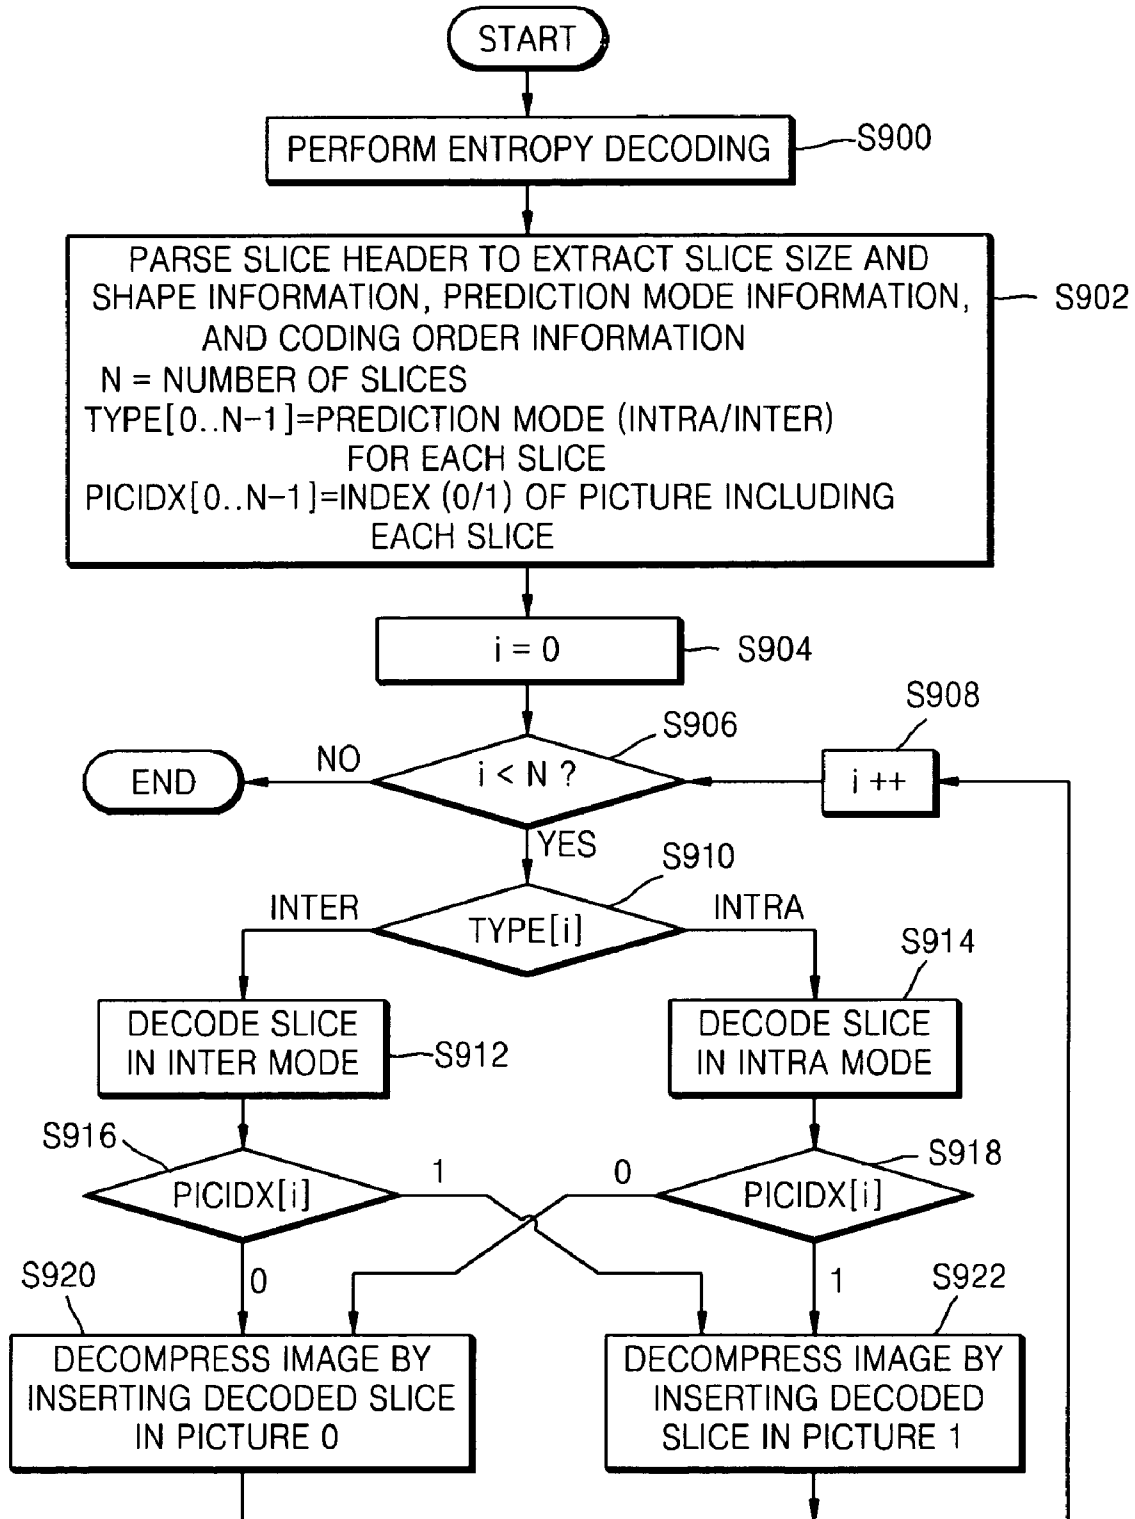 START
PERFORM ENTROPY DECODING
S900
PARSE SLICE HEADER TO EXTRACT SLICE SIZE AND
SHAPE INFORMATION, PREDICTION MODE INFORMATION,
AND CODING ORDER INFORMATION
N = NUMBER OF SLICES
TYPE[0..N-1]=PREDICTION MODE (INTRA/INTER)
FOR EACH SLICE
PICIDX[0..N-1]=INDEX (0/1) OF PICTURE INCLUDING
EACH SLICE
S902
i = 0
S904
S908
S906
NO
END
i < N ?
i ++
YES
S910
INTER
INTRA
TYPE[i]
S914
DECODE SLICE
IN INTER MODE
S912
DECODE SLICE
IN INTRA MODE
S916
S918
1
0
PICIDX[i]
PICIDX[i]
S920
0
1
S922
DECOMPRESS IMAGE BY
INSERTING DECODED SLICE
IN PICTURE 0
DECOMPRESS IMAGE BY
INSERTING DECODED
SLICE IN PICTURE 1